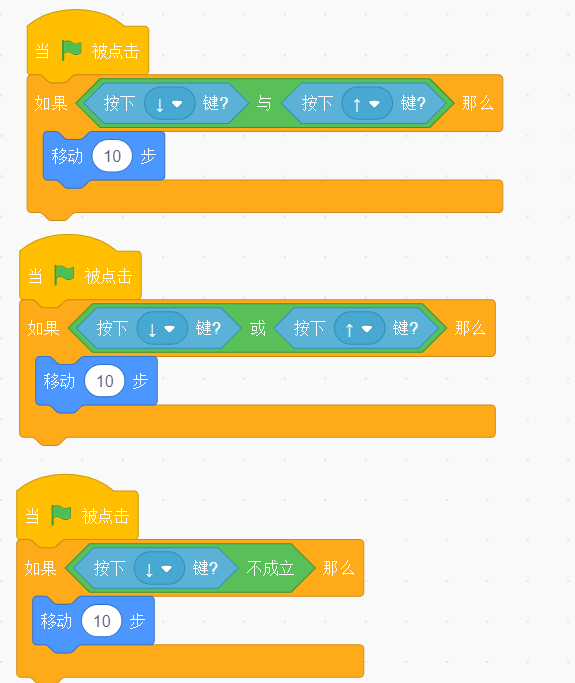 当 被点击
如果 按下 ↓ 键? 与 按下 ↑ 键? 那么
移动 10 步
当 被点击
如果 按下 ↓ 键? 或 按下 ↑ 键? 那么
移动 10 步
当 被点击
如果 按下 ↓ 键? 不成立 那么
移动 10 步